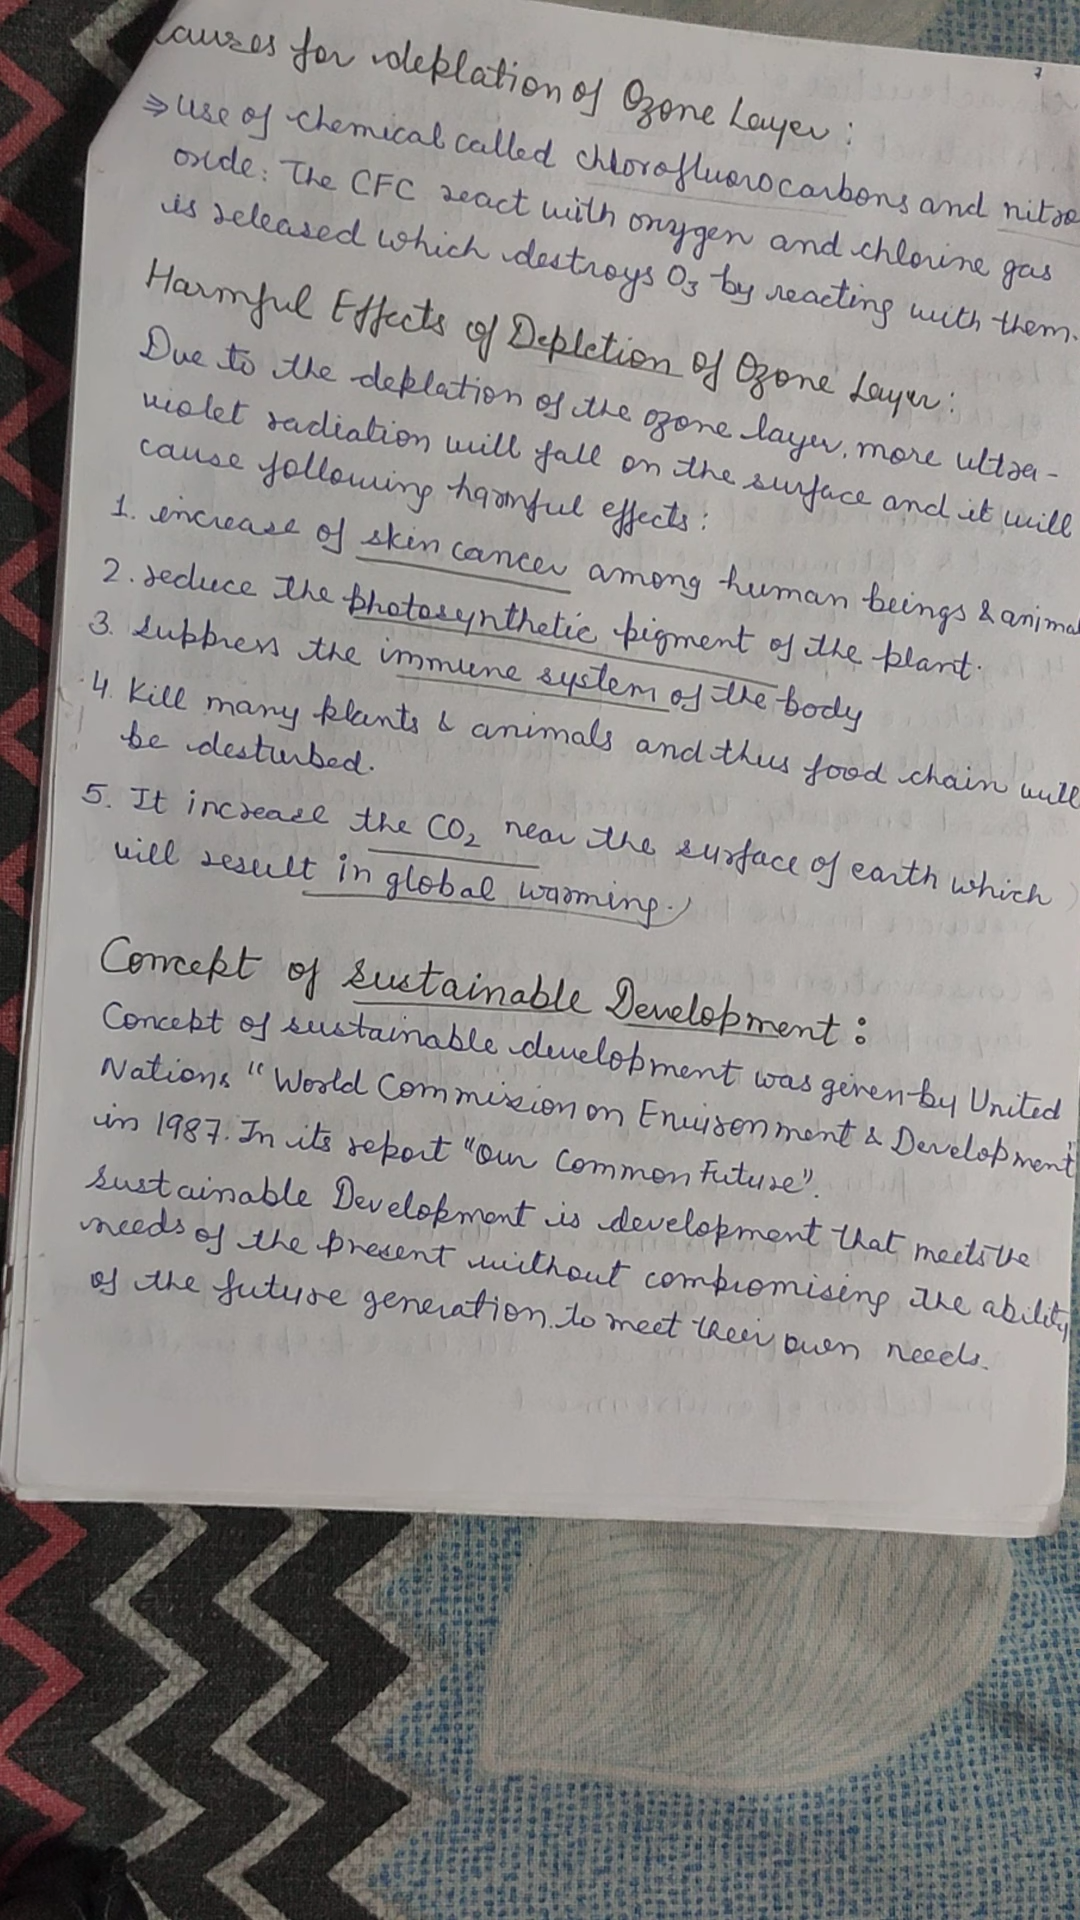 Causes for deplation of Ozone Layer :
⇒ Use of chemical called chlorofluorocarbons and nitro
oxide. The CFC react with oxygen and chlorine gas
is released which destroys O₃ by reacting with them.
Harmful Effects of Depletion of Ozone Layer :
Due to the deplation of the ozone layer, more ultra-
violet radiation will fall on the surface and it will
cause following harmful effects :
1. increase of skin cancer among human beings & animal
2. reduce the photosynthetic pigment of the plant.
3. Suppress the immune system of the body
4. Kill many plants & animals and thus food chain will
be desturbed.
5. It increase the CO₂ near the surface of earth which
will result in global warming.
Concept of Sustainable Development :
Concept of sustainable development was given by United
Nations "World Commission on Environment & Development"
in 1987. In its report "Our Common Future".
Sustainable Development is development that meets the
needs of the present without compromising the ability
of the future generation to meet their own needs.